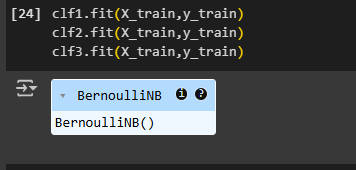 [24] clf1.fit(X_train,y_train)
clf2.fit(X_train,y_train)
clf3.fit(X_train,y_train)
▾ BernoulliNB i ?
BernoulliNB()